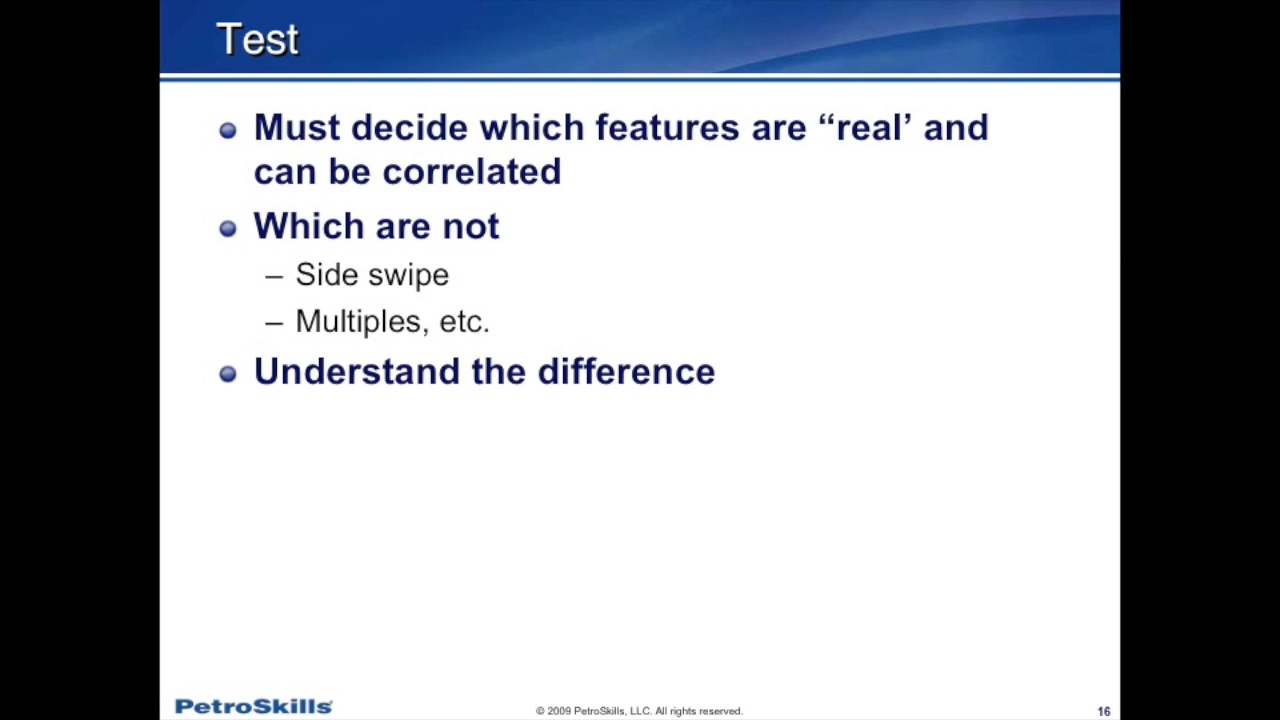 Test
Must decide which features are “real’ and
can be correlated
Which are not
– Side swipe
– Multiples, etc.
Understand the difference
PetroSkills
© 2009 PetroSkills, LLC. All rights reserved.
16